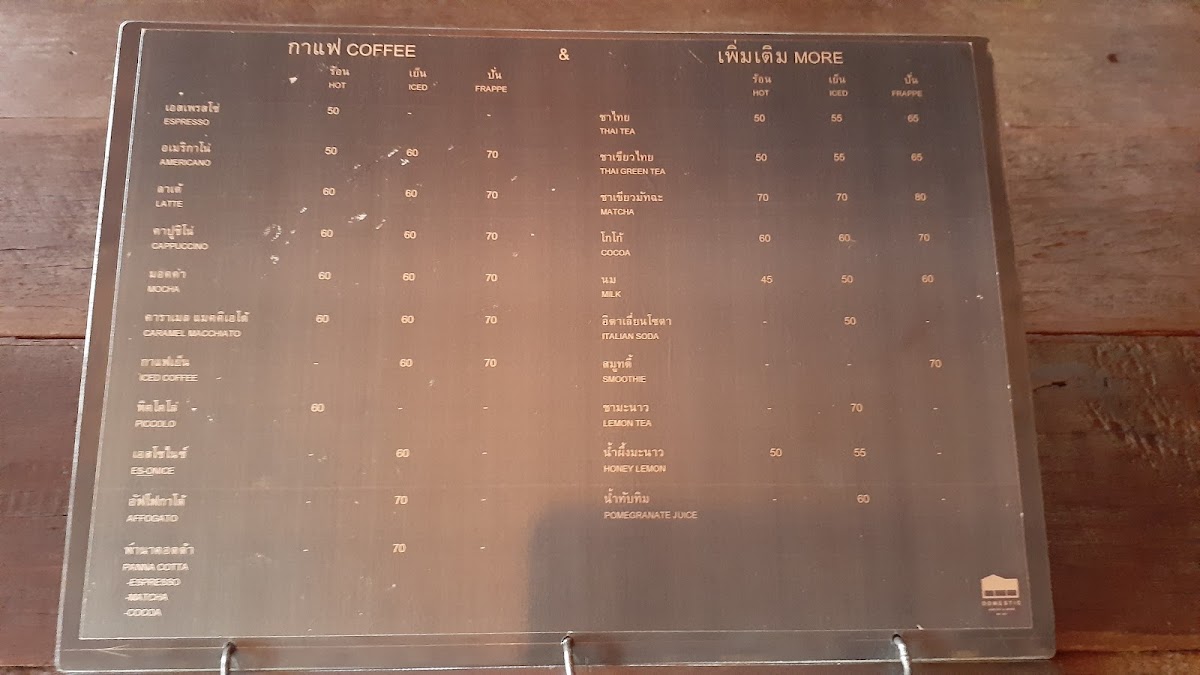 กาแฟ COFFEE & เพิ่มเติม MORE
ร้อน เย็น ปั่น
HOT ICED FRAPPE
เอสเพรสโซ่ 50 - -
ESPRESSO
อเมริกาโน่ 50 60 70
AMERICANO
ลาเต้ 60 60 70
LATTE
คาปูชิโน่ 60 60 70
CAPPUCCINO
มอคค่า 60 60 70
MOCHA
คาราเมล แมคคิเอโต้ 60 60 70
CARAMEL MACCHIATO
กาแฟเย็น - 60 70
ICED COFFEE
พิคโคโล่ 60 - -
PICCOLO
เอสโซไนซ์ - 60 -
ES-ONICE
อัฟโฟกาโต้ - 70 -
AFFOGATO
พานาคอตต้า - 70 -
PANNA COTTA
-ESPRESSO
-MATCHA
-COCOA
ร้อน เย็น ปั่น
HOT ICED FRAPPE
ชาไทย 50 55 65
THAI TEA
ชาเขียวไทย 50 55 65
THAI GREEN TEA
ชาเขียวมัทฉะ 70 70 80
MATCHA
โกโก้ 60 60 70
COCOA
นม 45 50 60
MILK
อิตาเลี่ยนโซดา - 50 -
ITALIAN SODA
สมูทตี้ - - 70
SMOOTHIE
ชามะนาว - 70 -
LEMON TEA
น้ำผึ้งมะนาว 50 55 -
HONEY LEMON
น้ำทับทิม - 60 -
POMEGRANATE JUICE
DOMESTIC